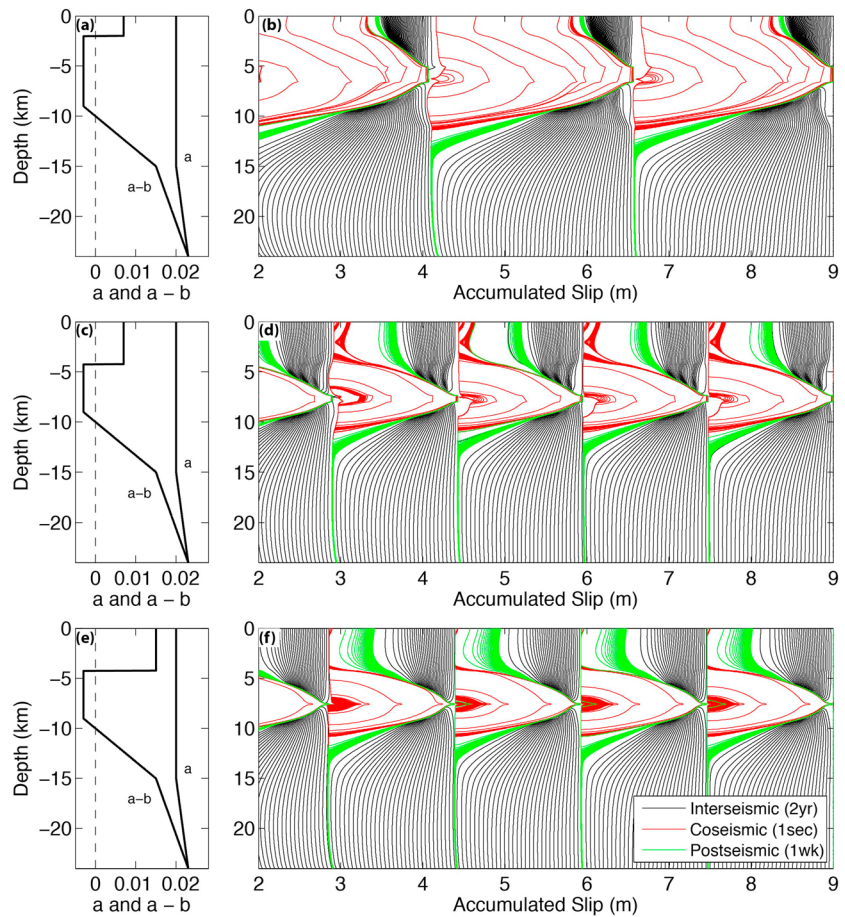 (a)
0
−5
−10
−15
−20
Depth (km)
a
a−b
0 0.01 0.02
a and a − b
(b)
0
5
10
15
20
2 3 4 5 6 7 8 9
Accumulated Slip (m)
(c)
0
−5
−10
−15
−20
Depth (km)
a
a−b
0 0.01 0.02
a and a − b
(d)
0
5
10
15
20
2 3 4 5 6 7 8 9
Accumulated Slip (m)
(e)
0
−5
−10
−15
−20
Depth (km)
a
a−b
0 0.01 0.02
a and a − b
(f)
0
5
10
15
20
Interseismic (2yr)
Coseismic (1sec)
Postseismic (1wk)
2 3 4 5 6 7 8 9
Accumulated Slip (m)